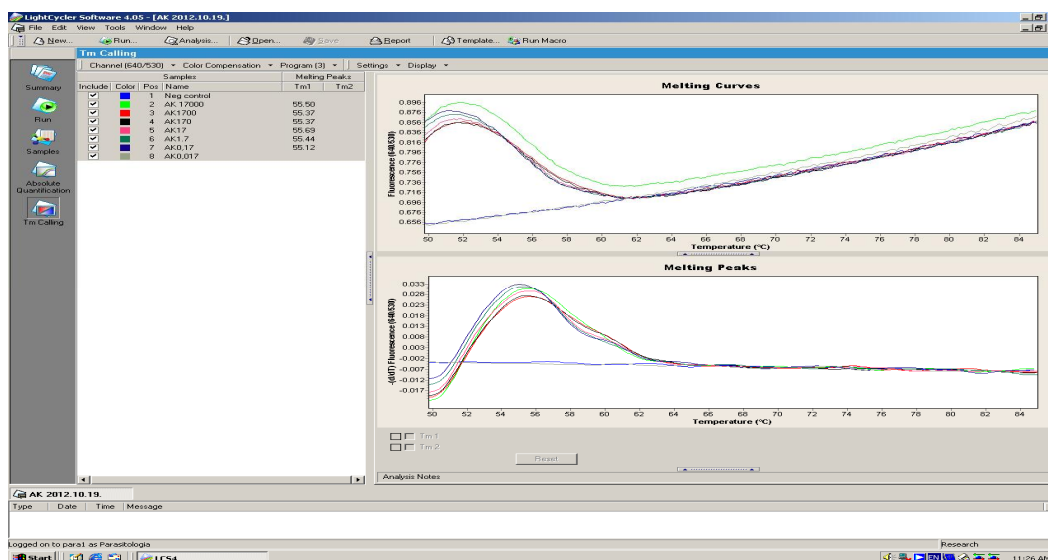 LightCycler Software 4.05 - [AK 2012.10.19.]
File Edit View Tools Window Help
New... Run... Analysis... Open... Save Report Template... Run Macro
Tm Calling
Channel (640/530) Color Compensation Program (3) Settings Display
Samples Melting Peaks
Include Color Pos Name Tm1 Tm2
1 Neg control
2 AK 17000 55.50
3 AK1700 55.37
4 AK170 55.37
5 AK17 55.69
6 AK1.7 55.44
7 AK0,17 55.12
8 AK0,017
Summary
Run
Samples
Absolute
Quantification
Tm Calling
Melting Curves
Fluorescence (640/530)
0.896
0.876
0.856
0.836
0.816
0.796
0.776
0.756
0.736
0.716
0.696
0.676
0.656
50 52 54 56 58 60 62 64 66 68 70 72 74 76 78 80 82 84
Temperature (°C)
Melting Peaks
-(d/dT) Fluorescence (640/530)
0.033
0.028
0.023
0.018
0.013
0.008
0.003
-0.002
-0.007
-0.012
-0.017
50 52 54 56 58 60 62 64 66 68 70 72 74 76 78 80 82 84
Temperature (°C)
Tm 1
Tm 2
Reset
Analysis Notes
AK 2012.10.19.
Type Date Time Message
Logged on to para1 as Parasitologia Research
Start LCS4 EN 11:26 AM